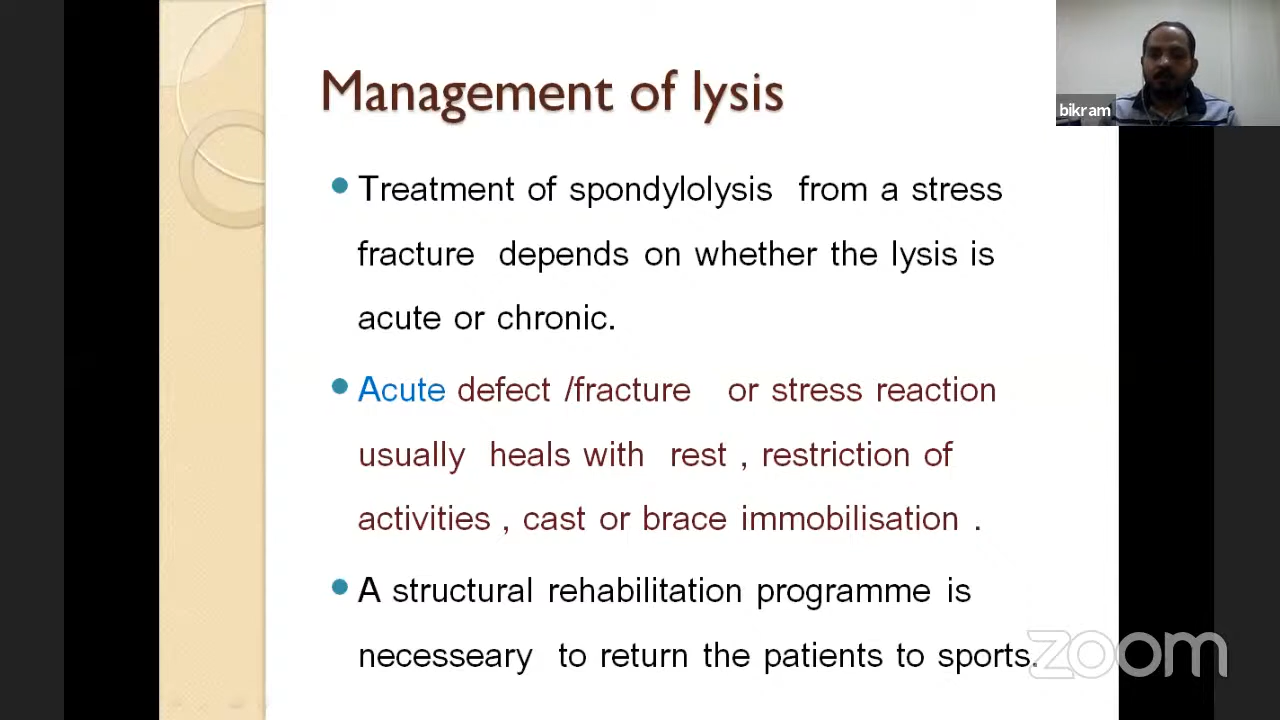 Management of lysis
bikram
Treatment of spondylolysis from a stress
fracture depends on whether the lysis is
acute or chronic.
Acute defect /fracture or stress reaction
usually heals with rest , restriction of
activities , cast or brace immobilisation .
A structural rehabilitation programme is
necesseary to return the patients to sports.
zoom